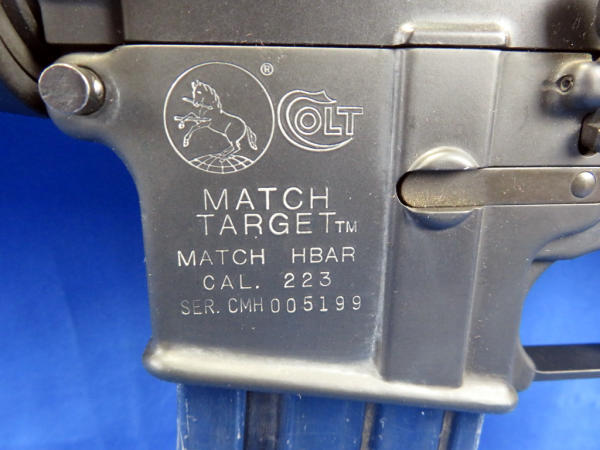 ®
COLT
MATCH
TARGET™
MATCH HBAR
CAL. 223
SER. CMH005199